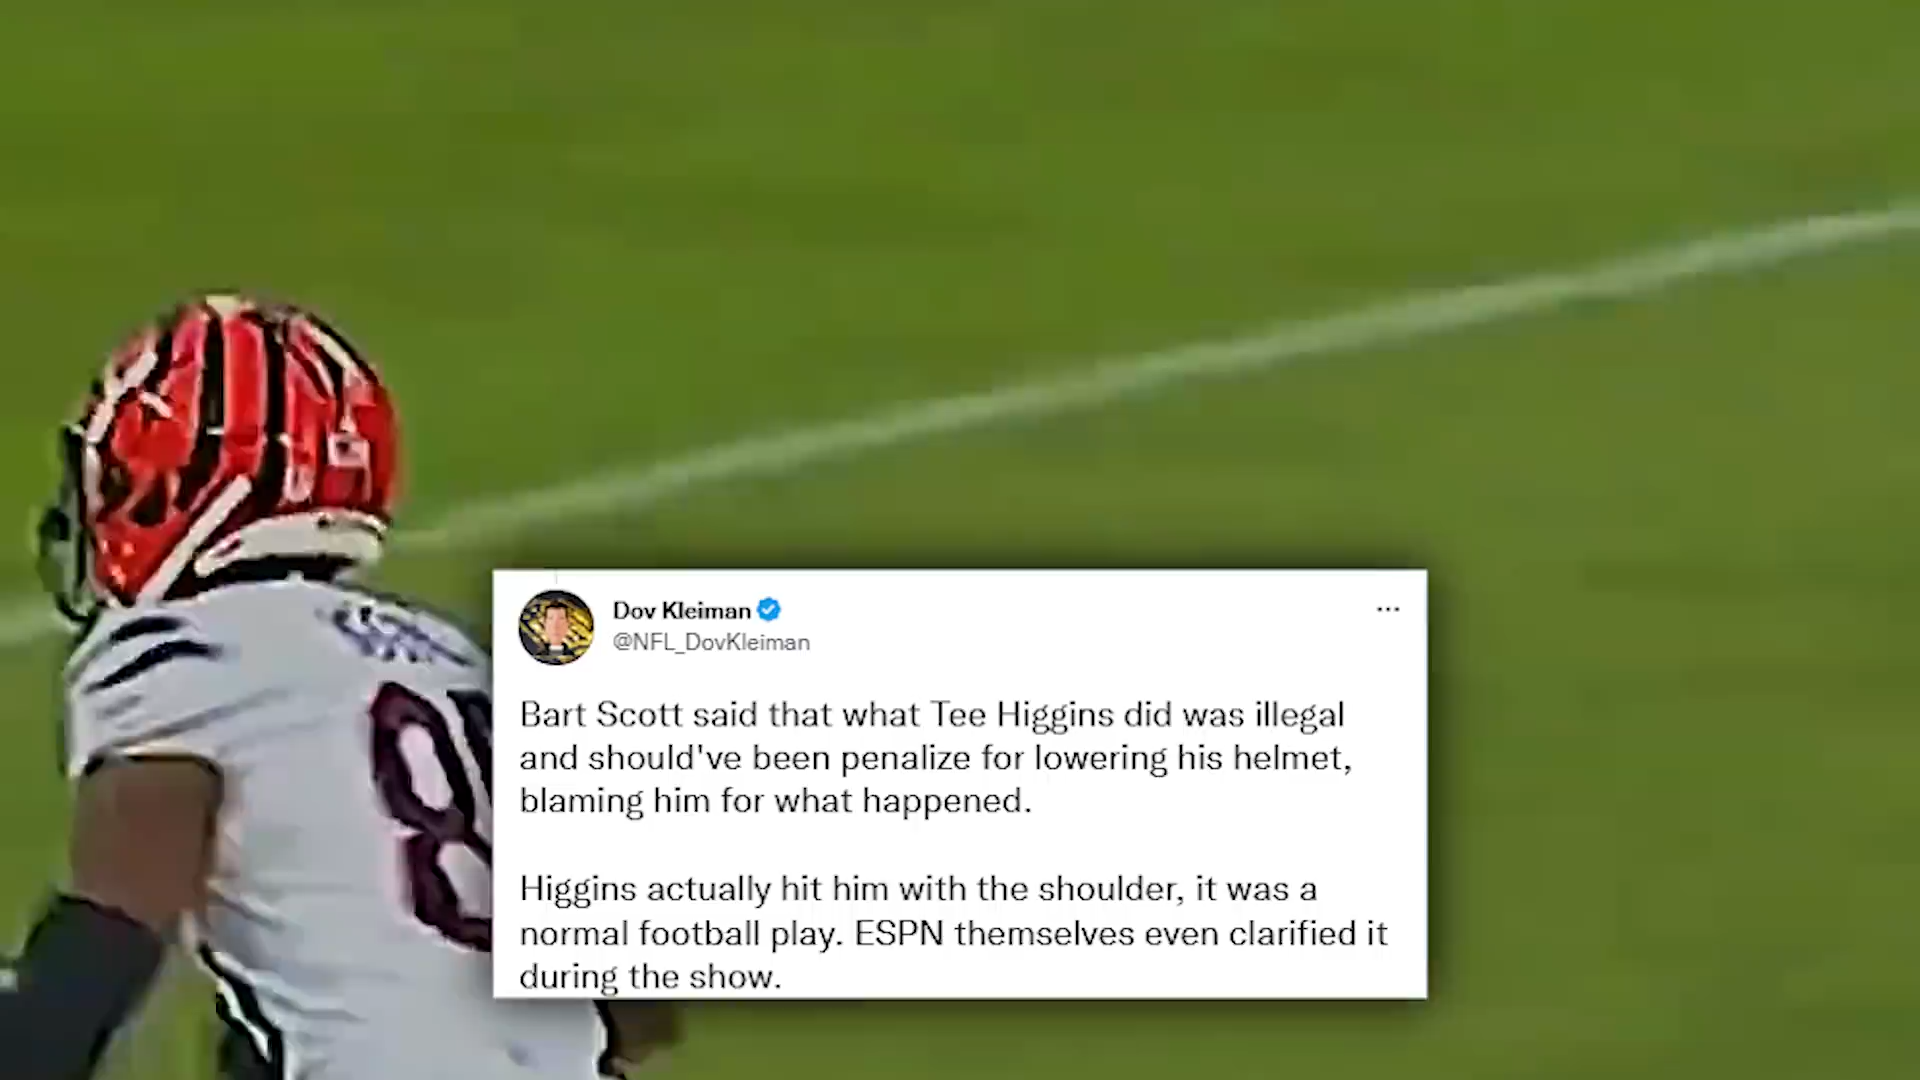 Dov Kleiman
@NFL_DovKleiman
Bart Scott said that what Tee Higgins did was illegal
and should've been penalize for lowering his helmet,
blaming him for what happened.
Higgins actually hit him with the shoulder, it was a
normal football play. ESPN themselves even clarified it
during the show.
8